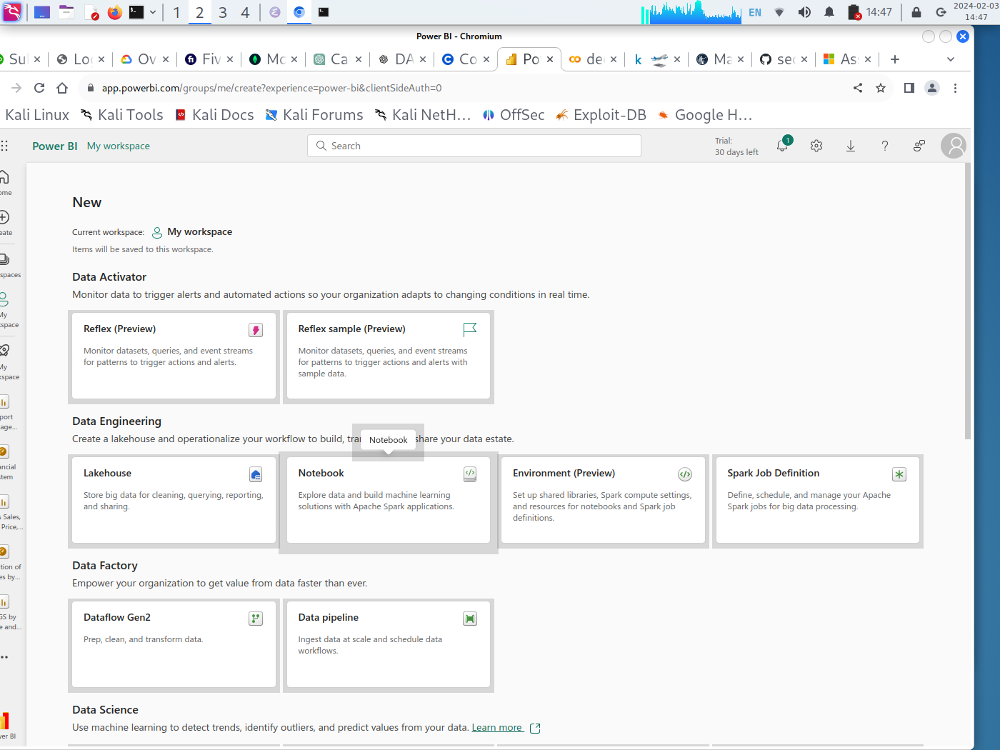 1 2 3 4
EN
14:47
2024-02-03
14:47
Power BI - Chromium
Su
Lo
Ov
Fiv
Mo
Ca
DA
Co
Po
de
k
Ma
se
As
app.powerbi.com/groups/me/create?experience=power-bi&clientSideAuth=0
Kali Linux
Kali Tools
Kali Docs
Kali Forums
Kali NetH...
OffSec
Exploit-DB
Google H...
Power BI My workspace
Search
Trial:
30 days left
1
ome
eate
spaces
My
space
My
kspace
port
age...
ancial
stem
s Sales,
Price,...
tion of
es by...
GS by
e and...
wer BI
New
Current workspace: My workspace
Items will be saved to this workspace.
Data Activator
Monitor data to trigger alerts and automated actions so your organization adapts to changing conditions in real time.
Reflex (Preview)
Monitor datasets, queries, and event streams
for patterns to trigger actions and alerts.
Reflex sample (Preview)
Monitor datasets, queries, and event streams
for patterns to trigger actions and alerts with
sample data.
Data Engineering
Create a lakehouse and operationalize your workflow to build, tra share your data estate.
Notebook
Lakehouse
Store big data for cleaning, querying, reporting,
and sharing.
Notebook
Explore data and build machine learning
solutions with Apache Spark applications.
Environment (Preview)
Set up shared libraries, Spark compute settings,
and resources for notebooks and Spark job
definitions.
Spark Job Definition
Define, schedule, and manage your Apache
Spark jobs for big data processing.
Data Factory
Empower your organization to get value from data faster than ever.
Dataflow Gen2
Prep, clean, and transform data.
Data pipeline
Ingest data at scale and schedule data
workflows.
Data Science
Use machine learning to detect trends, identify outliers, and predict values from your data. Learn more